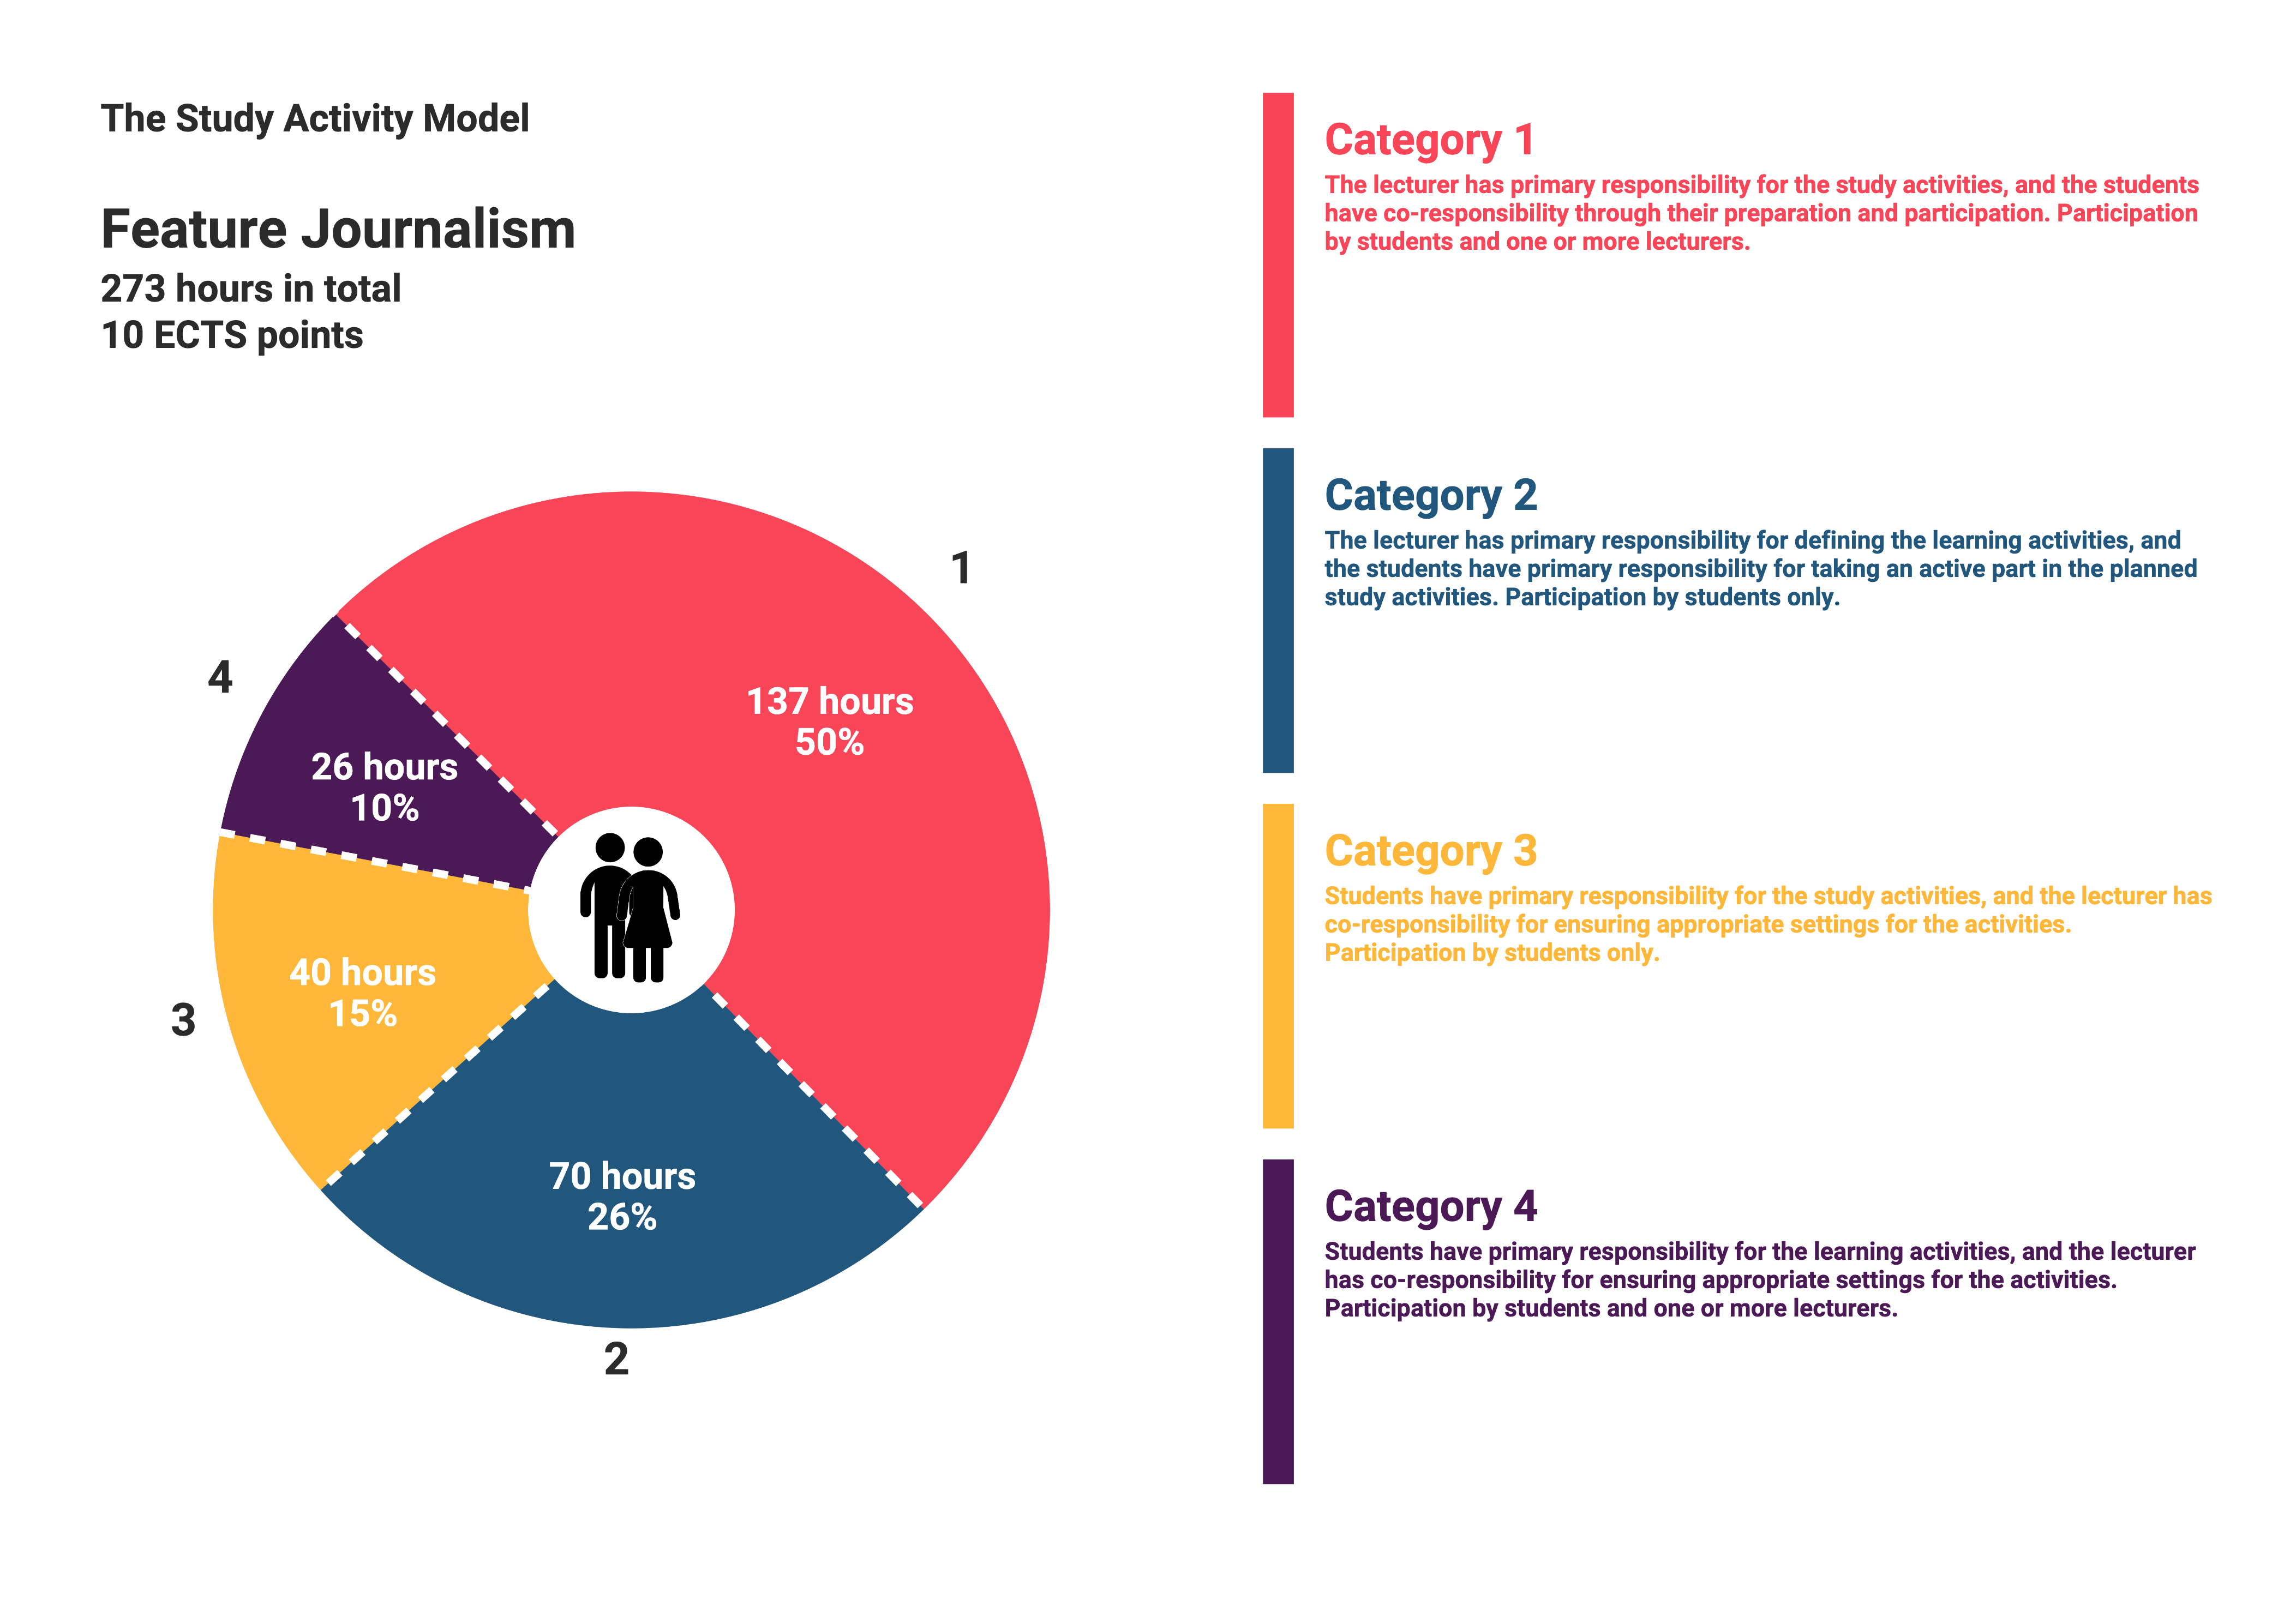 The Study Activity Model
Feature Journalism
273 hours in total
10 ECTS points
1
137 hours
50%
4
26 hours
10%
40 hours
15%
3
70 hours
26%
2
Category 1
The lecturer has primary responsibility for the study activities, and the students
have co-responsibility through their preparation and participation. Participation
by students and one or more lecturers.
Category 2
The lecturer has primary responsibility for defining the learning activities, and
the students have primary responsibility for taking an active part in the planned
study activities. Participation by students only.
Category 3
Students have primary responsibility for the study activities, and the lecturer has
co-responsibility for ensuring appropriate settings for the activities.
Participation by students only.
Category 4
Students have primary responsibility for the learning activities, and the lecturer
has co-responsibility for ensuring appropriate settings for the activities.
Participation by students and one or more lecturers.